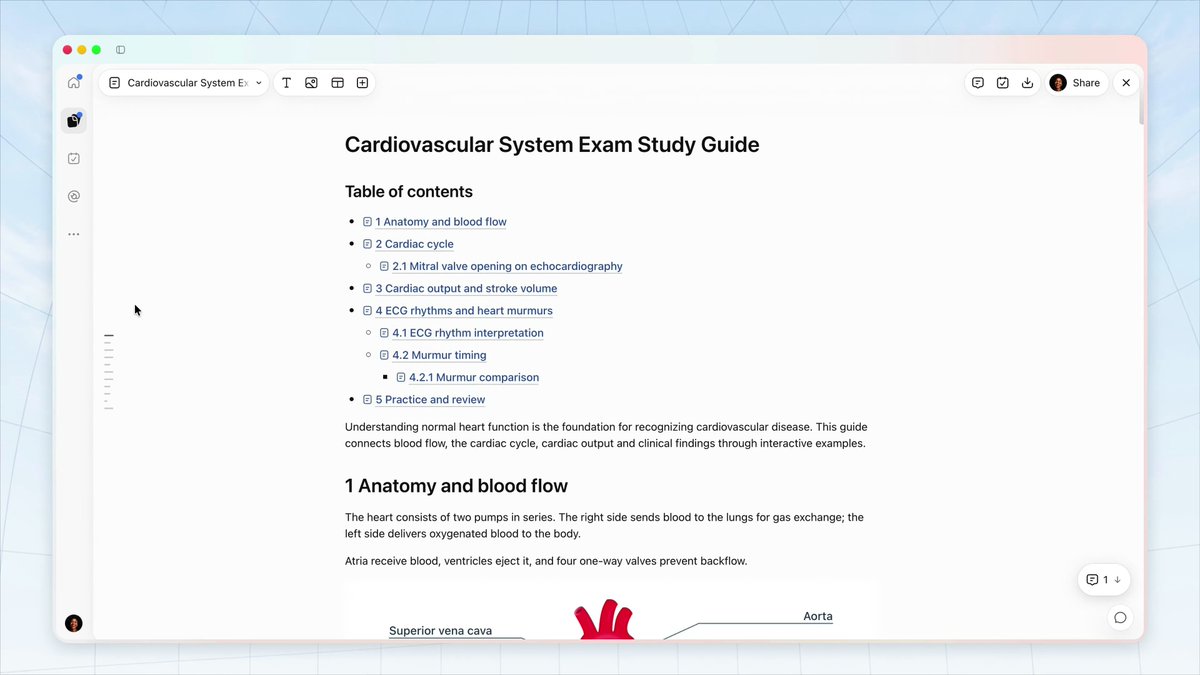 Cardiovascular System Ex
Share
Cardiovascular System Exam Study Guide
Table of contents
1 Anatomy and blood flow
2 Cardiac cycle
2.1 Mitral valve opening on echocardiography
3 Cardiac output and stroke volume
4 ECG rhythms and heart murmurs
4.1 ECG rhythm interpretation
4.2 Murmur timing
4.2.1 Murmur comparison
5 Practice and review
Understanding normal heart function is the foundation for recognizing cardiovascular disease. This guide
connects blood flow, the cardiac cycle, cardiac output and clinical findings through interactive examples.
1 Anatomy and blood flow
The heart consists of two pumps in series. The right side sends blood to the lungs for gas exchange; the
left side delivers oxygenated blood to the body.
Atria receive blood, ventricles eject it, and four one-way valves prevent backflow.
1
Aorta
Superior vena cava